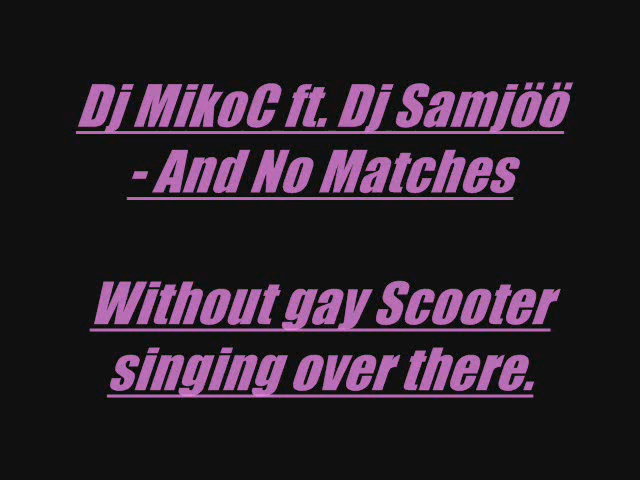 Dj MikoC ft. Dj Samjöö
- And No Matches
Without gay Scooter
singing over there.